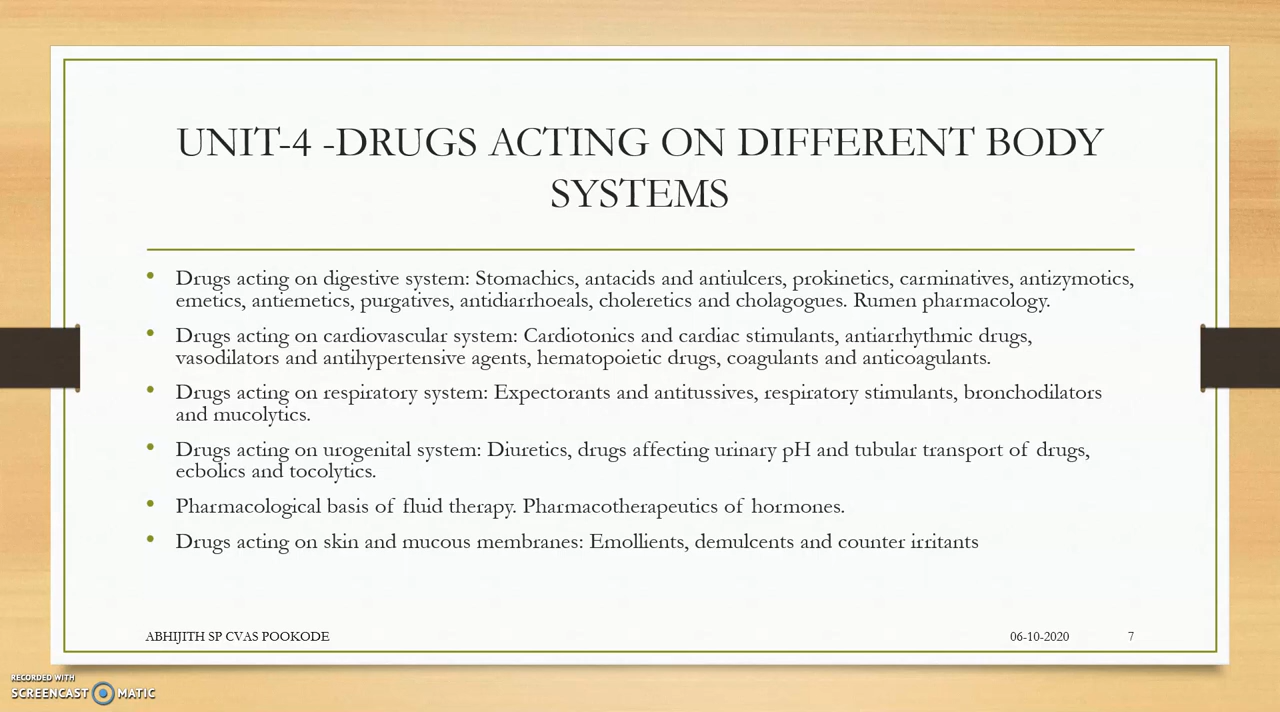 UNIT-4 -DRUGS ACTING ON DIFFERENT BODY
SYSTEMS
• Drugs acting on digestive system: Stomachics, antacids and antiulcers, prokinetics, carminatives, antizymotics,
emetics, antiemetics, purgatives, antidiarrhoeals, choleretics and cholagogues. Rumen pharmacology.
• Drugs acting on cardiovascular system: Cardiotonics and cardiac stimulants, antiarrhythmic drugs,
vasodilators and antihypertensive agents, hematopoietic drugs, coagulants and anticoagulants.
• Drugs acting on respiratory system: Expectorants and antitussives, respiratory stimulants, bronchodilators
and mucolytics.
• Drugs acting on urogenital system: Diuretics, drugs affecting urinary pH and tubular transport of drugs,
ecbolics and tocolytics.
• Pharmacological basis of fluid therapy. Pharmacotherapeutics of hormones.
• Drugs acting on skin and mucous membranes: Emollients, demulcents and counter irritants
ABHIJITH SP CVAS POOKODE 06-10-2020 7
RECORDED WITH
SCREENCAST MATIC